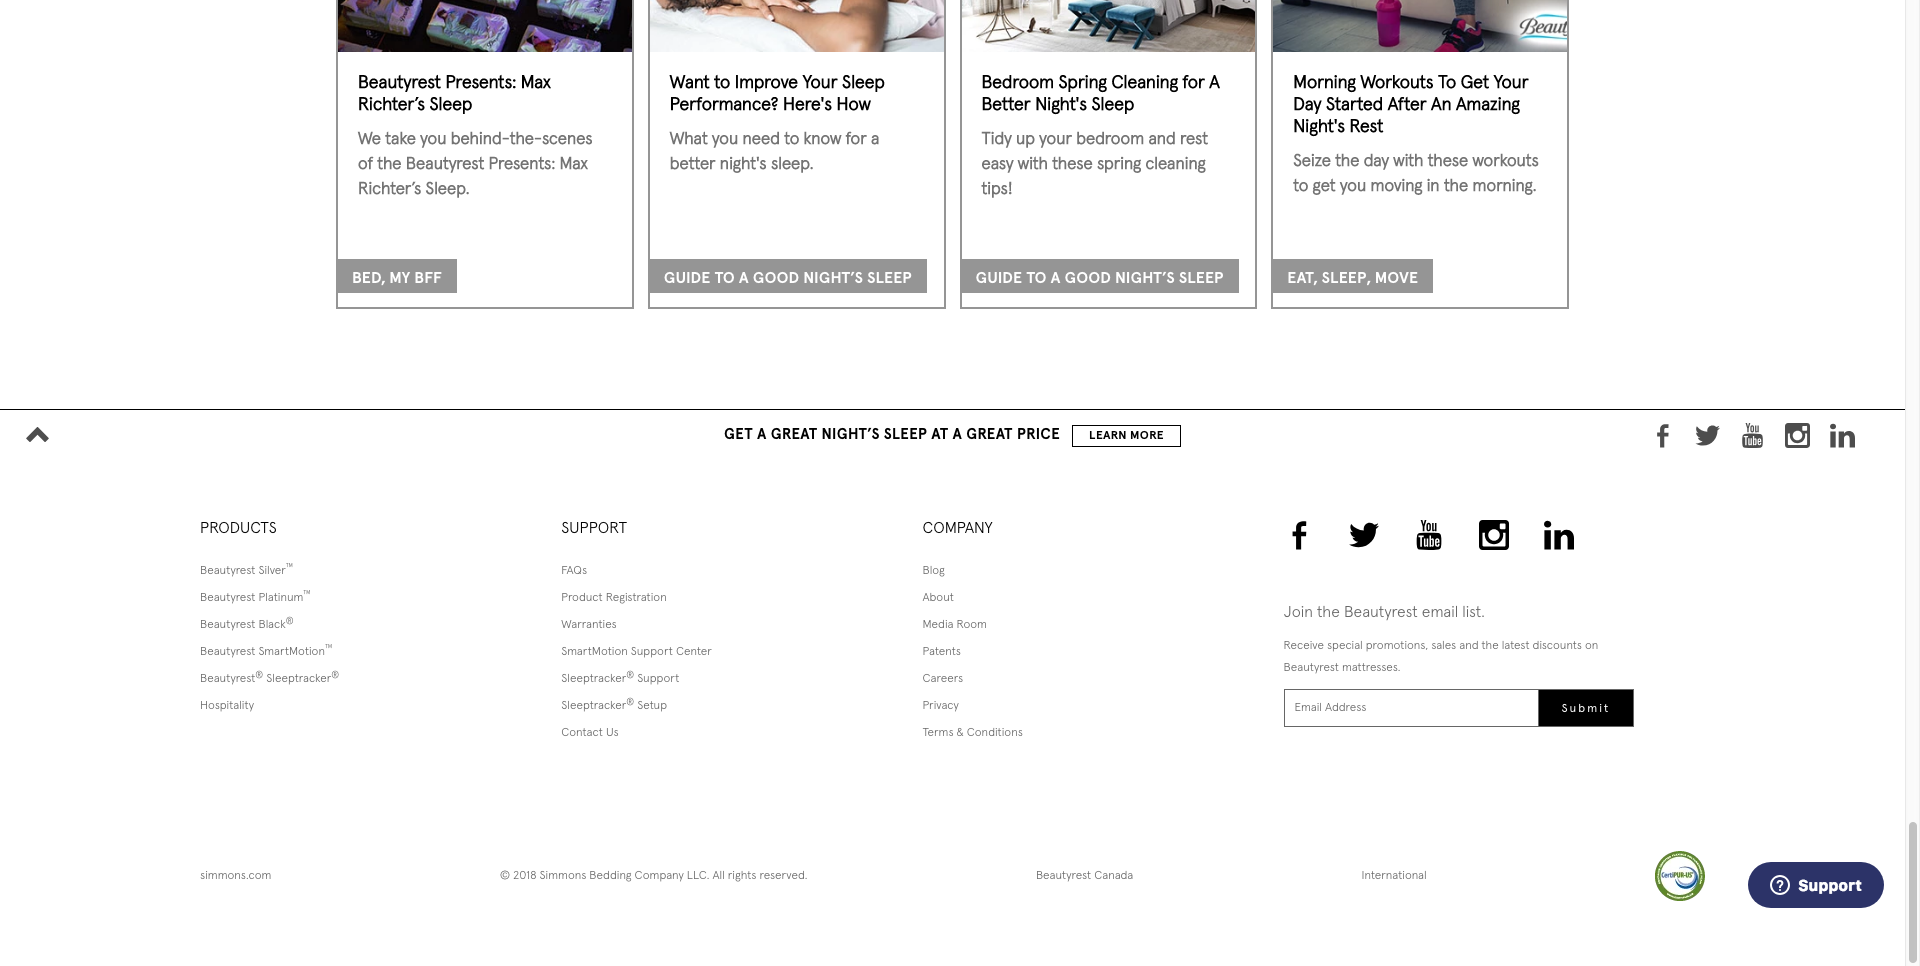 Beautyrest Presents: Max
Richter’s Sleep
We take you behind-the-scenes
of the Beautyrest Presents: Max
Richter’s Sleep.
BED, MY BFF
Want to Improve Your Sleep
Performance? Here's How
What you need to know for a
better night's sleep.
GUIDE TO A GOOD NIGHT’S SLEEP
Bedroom Spring Cleaning for A
Better Night's Sleep
Tidy up your bedroom and rest
easy with these spring cleaning
tips!
GUIDE TO A GOOD NIGHT’S SLEEP
Morning Workouts To Get Your
Day Started After An Amazing
Night's Rest
Seize the day with these workouts
to get you moving in the morning.
EAT, SLEEP, MOVE
GET A GREAT NIGHT’S SLEEP AT A GREAT PRICE LEARN MORE
You
Tube
PRODUCTS
Beautyrest Silver™
Beautyrest Platinum™
Beautyrest Black®
Beautyrest SmartMotion™
Beautyrest® Sleeptracker®
Hospitality
SUPPORT
FAQs
Product Registration
Warranties
SmartMotion Support Center
Sleeptracker® Support
Sleeptracker® Setup
Contact Us
COMPANY
Blog
About
Media Room
Patents
Careers
Privacy
Terms & Conditions
You
Tube
Join the Beautyrest email list.
Receive special promotions, sales and the latest discounts on
Beautyrest mattresses.
Email Address Submit
simmons.com © 2018 Simmons Bedding Company LLC. All rights reserved. Beautyrest Canada International
CertiPUR-US
Support